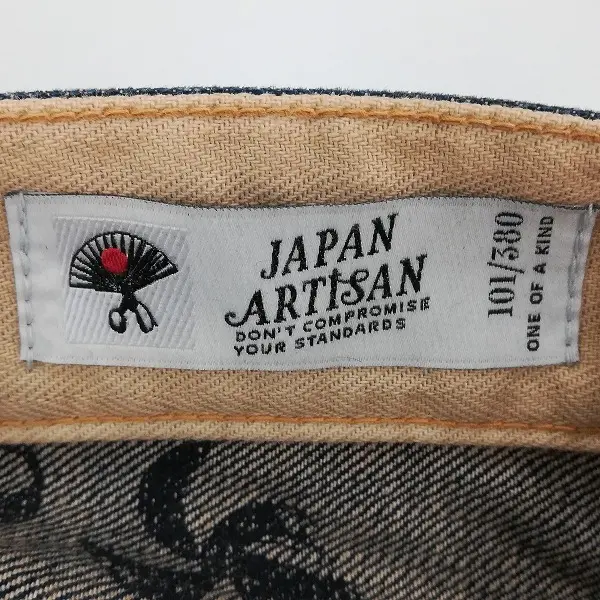 JAPAN
ARTISAN
DON'T COMPROMISE
YOUR STANDARDS
101/380
ONE OF A KIND